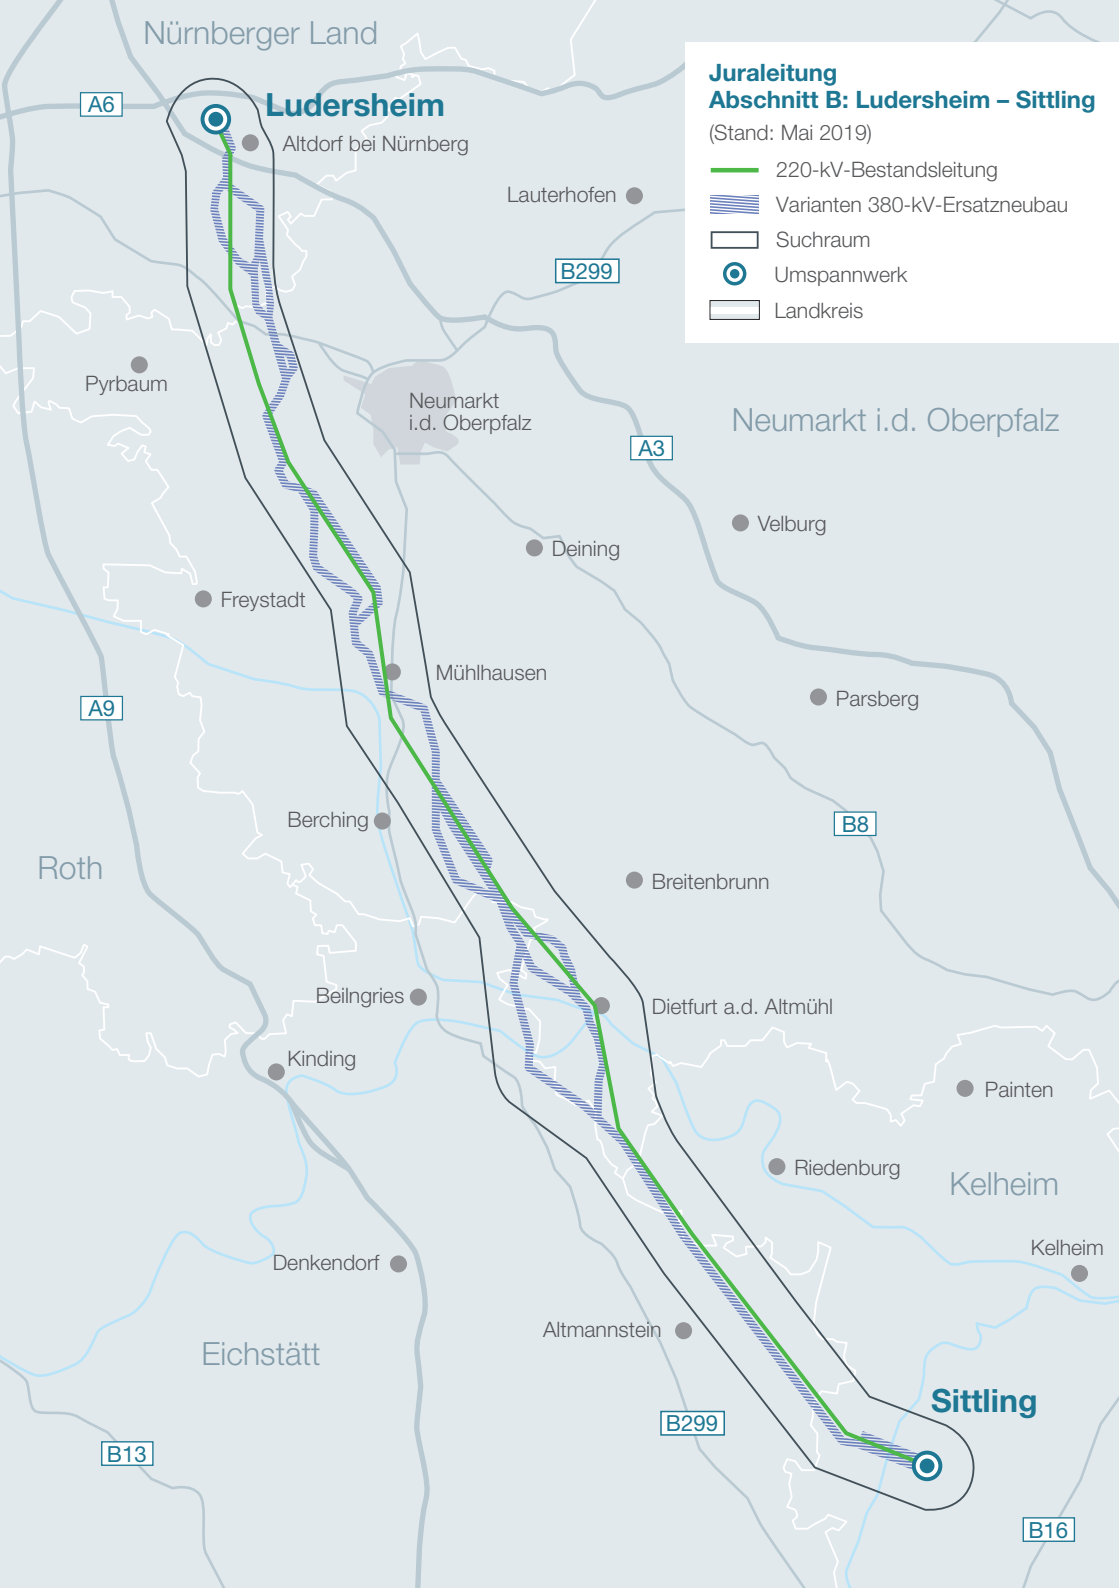 Nürnberger Land
Juraleitung
Abschnitt B: Ludersheim – Sittling
(Stand: Mai 2019)
220-kV-Bestandsleitung
Varianten 380-kV-Ersatzneubau
Suchraum
Umspannwerk
Landkreis
A6
Ludersheim
Altdorf bei Nürnberg
Lauterhofen
B299
Pyrbaum
Neumarkt
i.d. Oberpfalz
Neumarkt i.d. Oberpfalz
A3
Velburg
Deining
Freystadt
Mühlhausen
Parsberg
A9
Berching
B8
Roth
Breitenbrunn
Beilngries
Dietfurt a.d. Altmühl
Kinding
Painten
Riedenburg
Kelheim
Kelheim
Denkendorf
Altmannstein
Eichstätt
Sittling
B299
B13
B16